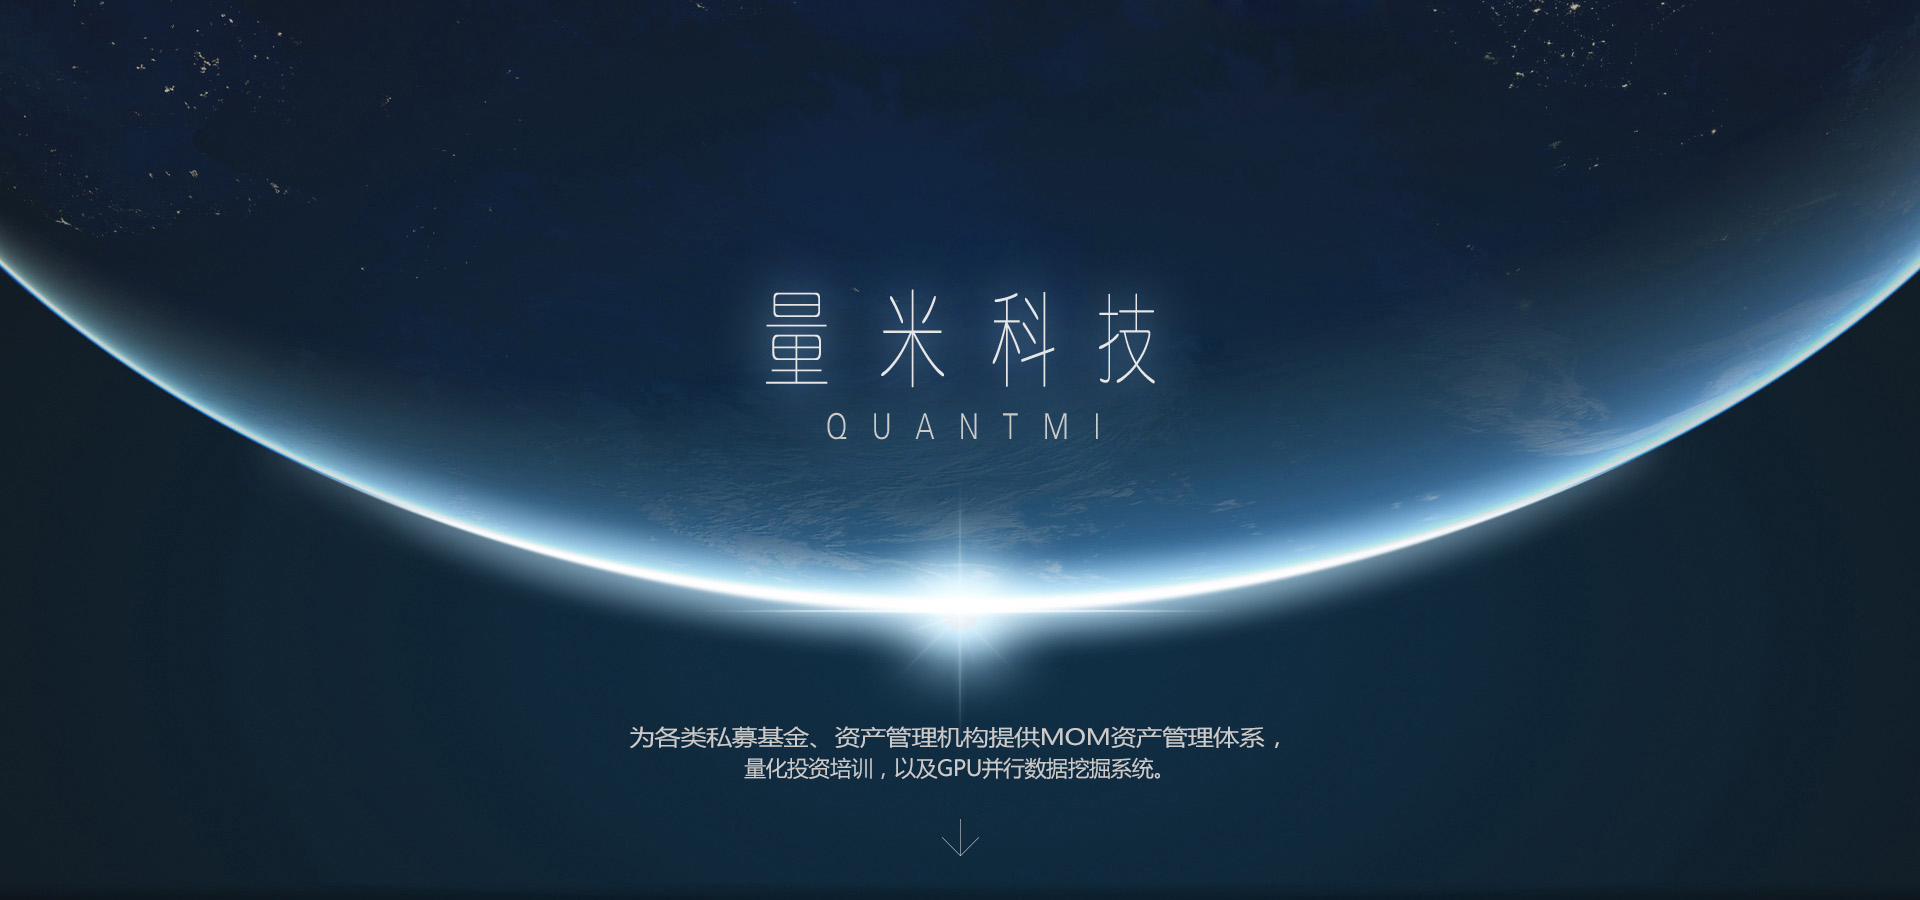 量米科技
QUANTMI
为各类私募基金、资产管理机构提供MOM资产管理体系，
量化投资培训，以及GPU并行数据挖掘系统。